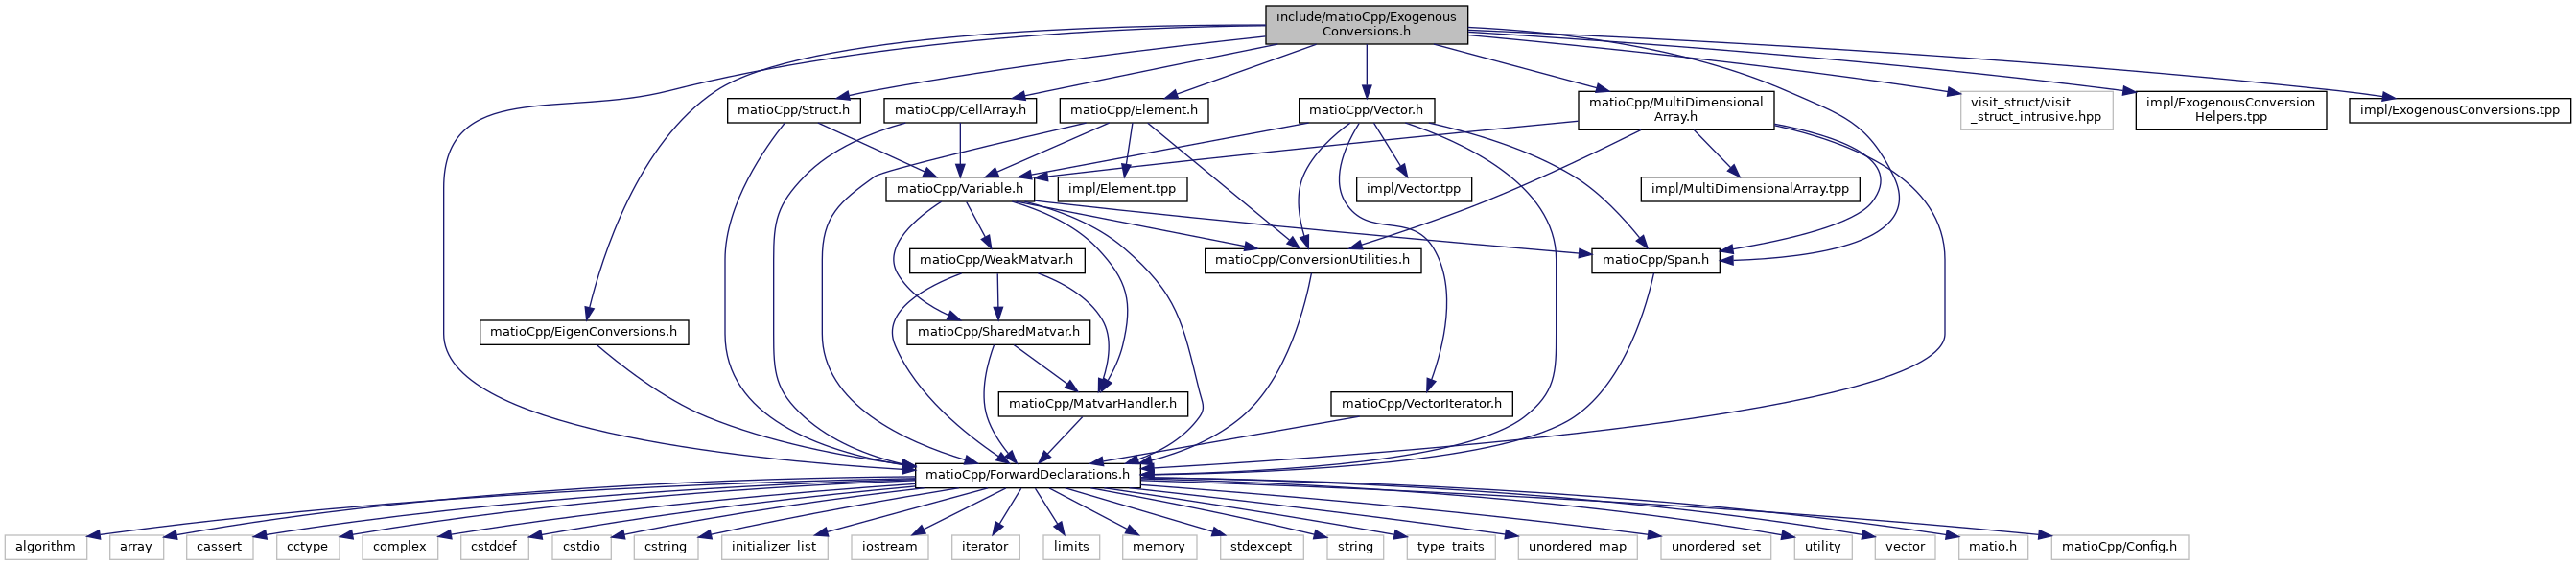 include/matioCpp/Exogenous
Conversions.h
matioCpp/Struct.h
matioCpp/CellArray.h
matioCpp/Element.h
matioCpp/Vector.h
matioCpp/MultiDimensional
Array.h
visit_struct/visit
_struct_intrusive.hpp
impl/ExogenousConversion
Helpers.tpp
impl/ExogenousConversions.tpp
matioCpp/Variable.h
impl/Element.tpp
impl/Vector.tpp
impl/MultiDimensionalArray.tpp
matioCpp/WeakMatvar.h
matioCpp/ConversionUtilities.h
matioCpp/Span.h
matioCpp/EigenConversions.h
matioCpp/SharedMatvar.h
matioCpp/MatvarHandler.h
matioCpp/VectorIterator.h
matioCpp/ForwardDeclarations.h
algorithm
array
cassert
cctype
complex
cstddef
cstdio
cstring
initializer_list
iostream
iterator
limits
memory
stdexcept
string
type_traits
unordered_map
unordered_set
utility
vector
matio.h
matioCpp/Config.h